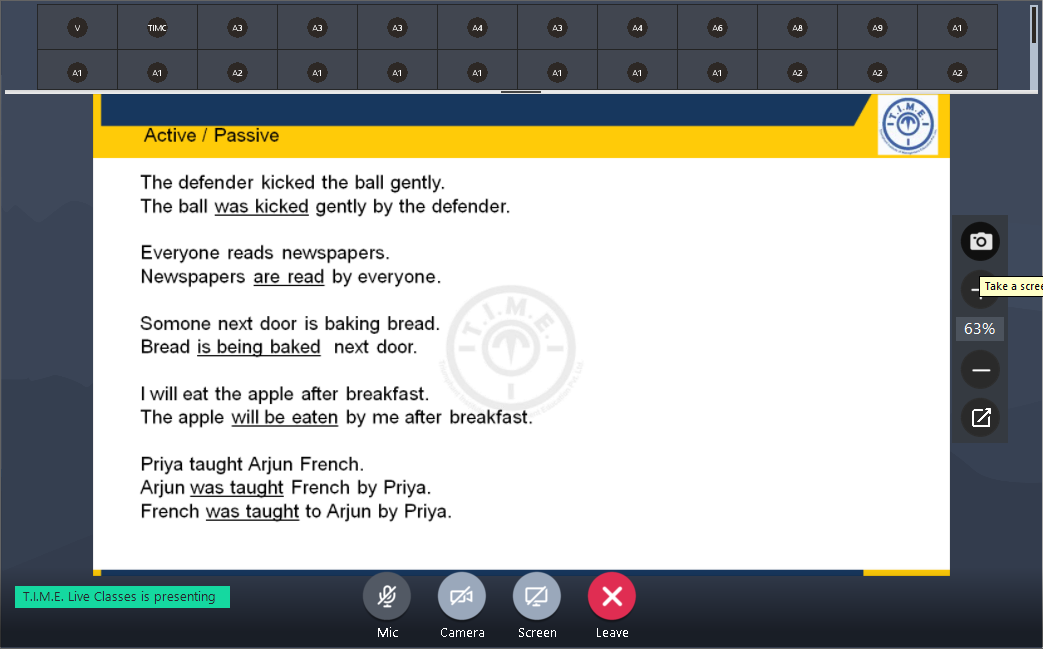 V TIMC A3 A3 A3 A4 A3 A4 A6 A8 A9 A1
A1 A1 A2 A1 A1 A1 A1 A1 A1 A2 A2 A2
Active / Passive
T.I.M.E.
The defender kicked the ball gently.
The ball was kicked gently by the defender.
Everyone reads newspapers.
Newspapers are read by everyone.
Somone next door is baking bread.
Bread is being baked next door.
I will eat the apple after breakfast.
The apple will be eaten by me after breakfast.
Priya taught Arjun French.
Arjun was taught French by Priya.
French was taught to Arjun by Priya.
T.I.M.E.
Take a scree
63%
T.I.M.E. Live Classes is presenting
Mic Camera Screen Leave